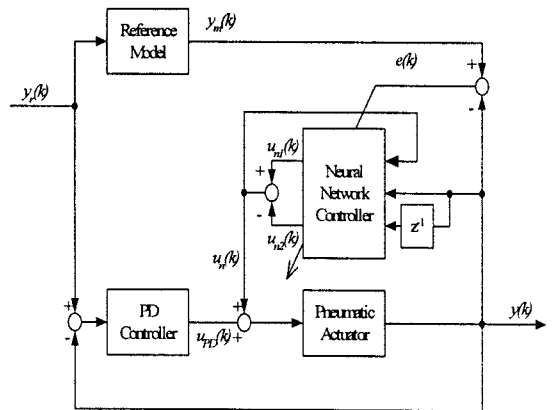 Reference
Model
y_m(k)
e(k)
+
-
y_r(k)
u_n1(k)
+
-
u_n2(k)
Neural
Network
Controller
z^-1
u_n(k)
+
-
PD
Controller
u_PD(k)
+
+
Pneumatic
Actuator
y(k)